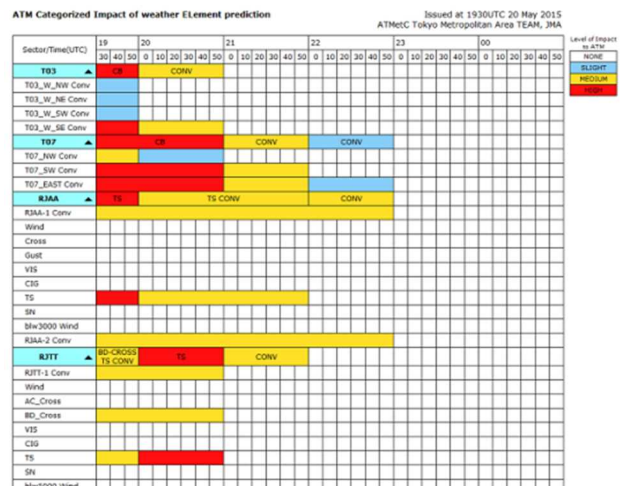 ATM Categorized Impact of weather ELement prediction
Issued at 1930UTC 20 May 2015
ATMetC Tokyo Metropolitan Area TEAM, JMA
Level of Impact
to ATM
NONE
SLIGHT
MEDIUM
HIGH
Sector/Time(UTC) 19 20 21 22 23 00
30 40 50 0 10 20 30 40 50 0 10 20 30 40 50 0 10 20 30 40 50 0 10 20 30 40 50 0 10 20 30 40 50
T03 ▲ CB CONV
T03_W_NW Conv
T03_W_NE Conv
T03_W_SW Conv
T03_W_SE Conv
T07 ▲ CB CONV CONV
T07_NW Conv
T07_SW Conv
T07_EAST Conv
RJAA ▲ TS TS CONV CONV
RJAA-1 Conv
Wind
Cross
Gust
VIS
CIG
TS
SN
blw3000 Wind
RJAA-2 Conv
RJTT ▲ BD-CROSS TS CONV TS CONV
RJTT-1 Conv
Wind
AC_Cross
BD_Cross
VIS
CIG
TS
SN